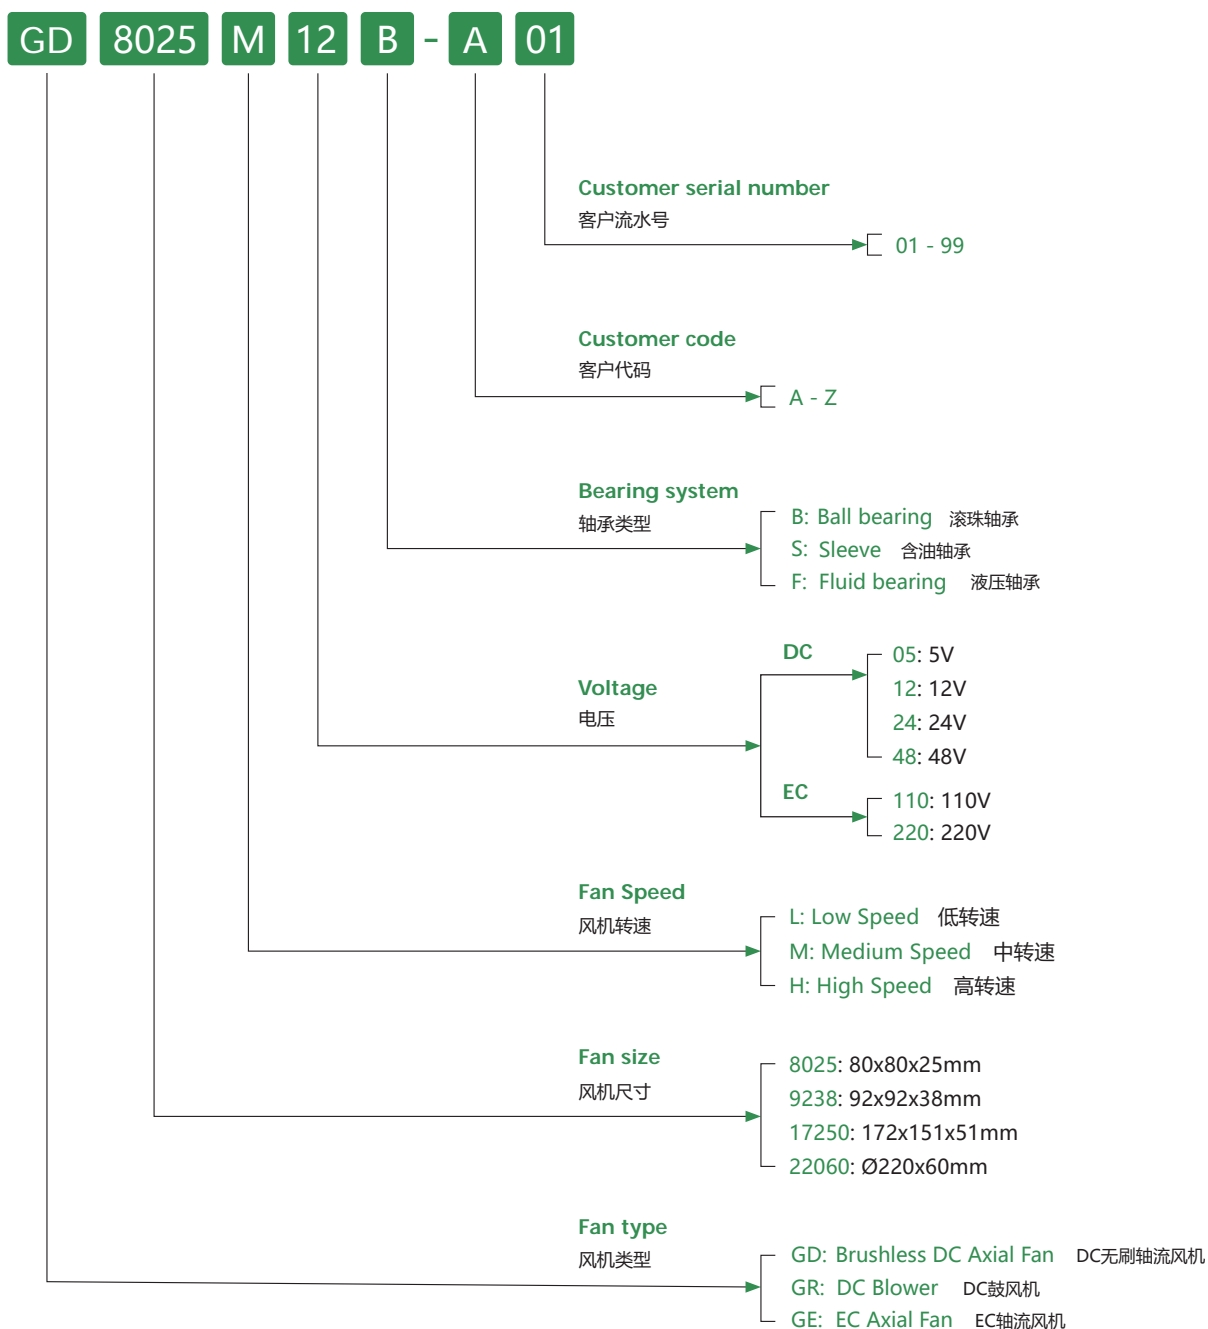 GD 8025 M 12 B - A 01
Customer serial number
客户流水号
01 - 99
Customer code
客户代码
A - Z
Bearing system
轴承类型
B: Ball bearing 滚珠轴承
S: Sleeve 含油轴承
F: Fluid bearing 液压轴承
Voltage
电压
DC
05: 5V
12: 12V
24: 24V
48: 48V
EC
110: 110V
220: 220V
Fan Speed
风机转速
L: Low Speed 低转速
M: Medium Speed 中转速
H: High Speed 高转速
Fan size
风机尺寸
8025: 80x80x25mm
9238: 92x92x38mm
17250: 172x151x51mm
22060: Ø220x60mm
Fan type
风机类型
GD: Brushless DC Axial Fan DC无刷轴流风机
GR: DC Blower DC鼓风机
GE: EC Axial Fan EC轴流风机